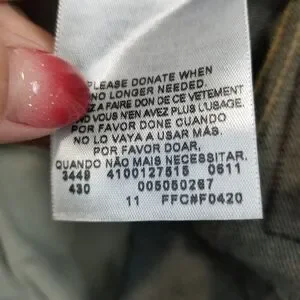 PLEASE DONATE WHEN
NO LONGER NEEDED.
FAIRE DON DE CE VÊTEMENT
VOUS N'EN AVEZ PLUS L'USAGE.
POR FAVOR DONE CUANDO
NO LO VAYA A USAR MÁS.
POR FAVOR DOAR,
QUANDO NÃO MAIS NECESSITAR.
3449 4100127515 0511
430 005050267
11 FFC#F0420